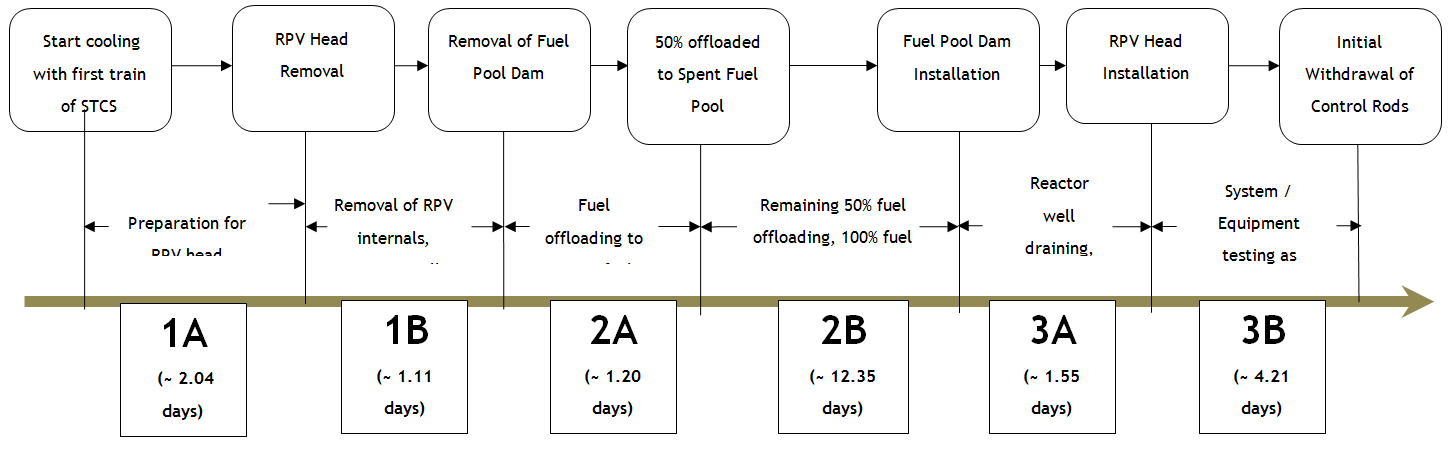 Start cooling
with first train
of STCS
RPV Head
Removal
Removal of Fuel
Pool Dam
50% offloaded
to Spent Fuel
Pool
Fuel Pool Dam
Installation
RPV Head
Installation
Initial
Withdrawal of
Control Rods
Preparation for
RPV head
Removal of RPV
internals,
Fuel
offloading to
Remaining 50% fuel
offloading, 100% fuel
Reactor
well
draining,
System /
Equipment
testing as
1A
(~ 2.04
days)
1B
(~ 1.11
days)
2A
(~ 1.20
days)
2B
(~ 12.35
days)
3A
(~ 1.55
days)
3B
(~ 4.21
days)